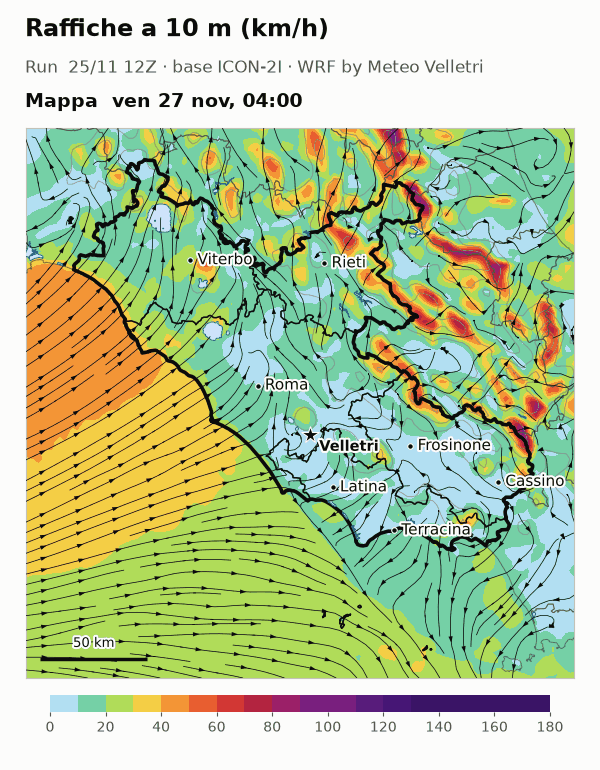 Raffiche a 10 m (km/h)
Run 25/11 12Z · base ICON-2I · WRF by Meteo Velletri
Mappa ven 27 nov, 04:00
Viterbo
Rieti
Roma
Velletri
Frosinone
Cassino
Latina
Terracina
50 km
0 20 40 60 80 100 120 140 160 180